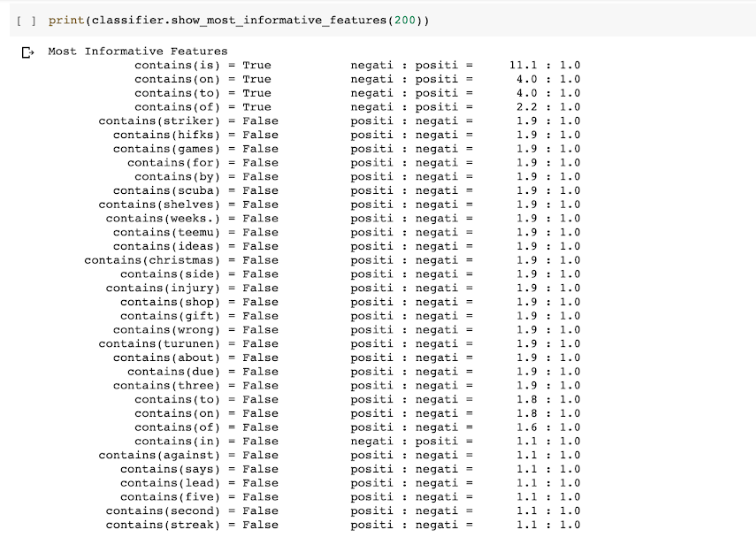 [ ] print(classifier.show_most_informative_features(200))
Most Informative Features
contains(is) = True negati : positi = 11.1 : 1.0
contains(on) = True negati : positi = 4.0 : 1.0
contains(to) = True negati : positi = 4.0 : 1.0
contains(of) = True negati : positi = 2.2 : 1.0
contains(striker) = False positi : negati = 1.9 : 1.0
contains(hifks) = False positi : negati = 1.9 : 1.0
contains(games) = False positi : negati = 1.9 : 1.0
contains(for) = False positi : negati = 1.9 : 1.0
contains(by) = False positi : negati = 1.9 : 1.0
contains(scuba) = False positi : negati = 1.9 : 1.0
contains(shelves) = False positi : negati = 1.9 : 1.0
contains(weeks.) = False positi : negati = 1.9 : 1.0
contains(teemu) = False positi : negati = 1.9 : 1.0
contains(ideas) = False positi : negati = 1.9 : 1.0
contains(christmas) = False positi : negati = 1.9 : 1.0
contains(side) = False positi : negati = 1.9 : 1.0
contains(injury) = False positi : negati = 1.9 : 1.0
contains(shop) = False positi : negati = 1.9 : 1.0
contains(gift) = False positi : negati = 1.9 : 1.0
contains(wrong) = False positi : negati = 1.9 : 1.0
contains(turunen) = False positi : negati = 1.9 : 1.0
contains(about) = False positi : negati = 1.9 : 1.0
contains(due) = False positi : negati = 1.9 : 1.0
contains(three) = False positi : negati = 1.9 : 1.0
contains(to) = False positi : negati = 1.8 : 1.0
contains(on) = False positi : negati = 1.8 : 1.0
contains(of) = False positi : negati = 1.6 : 1.0
contains(in) = False negati : positi = 1.1 : 1.0
contains(against) = False positi : negati = 1.1 : 1.0
contains(says) = False positi : negati = 1.1 : 1.0
contains(lead) = False positi : negati = 1.1 : 1.0
contains(five) = False positi : negati = 1.1 : 1.0
contains(second) = False positi : negati = 1.1 : 1.0
contains(streak) = False positi : negati = 1.1 : 1.0